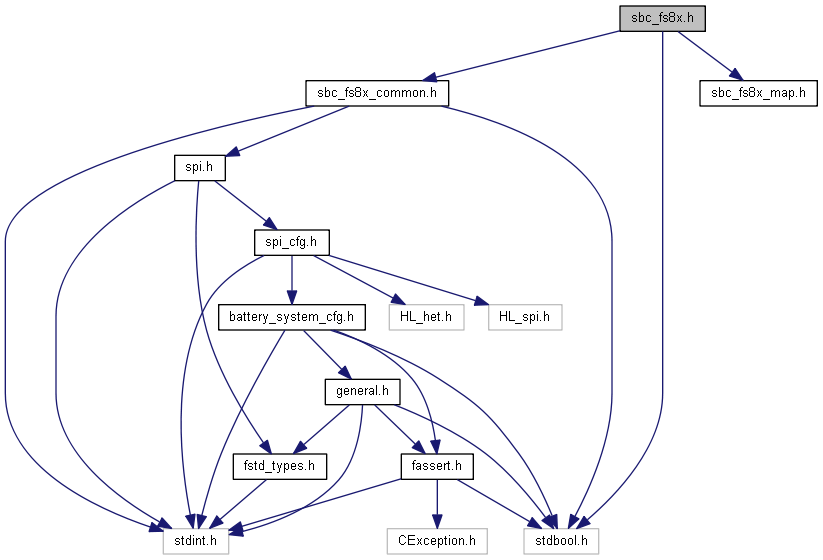 sbc_fs8x.h
sbc_fs8x_common.h
sbc_fs8x_map.h
spi.h
spi_cfg.h
battery_system_cfg.h
HL_het.h
HL_spi.h
general.h
fstd_types.h
fassert.h
stdint.h
CException.h
stdbool.h